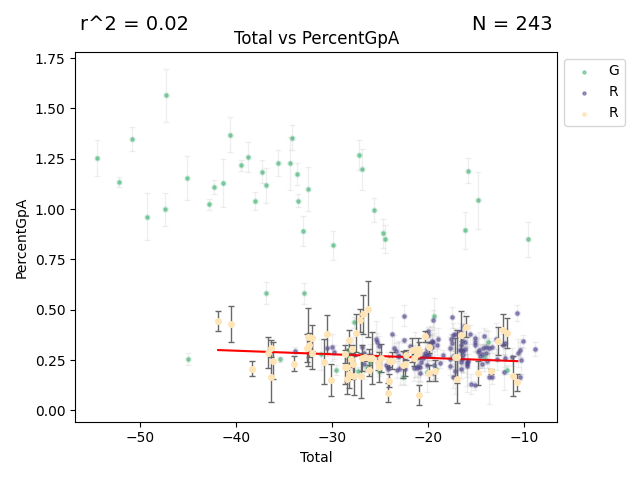 r^2 = 0.02
N = 243
Total vs PercentGpA
G
R
R
PercentGpA
1.75
1.50
1.25
1.00
0.75
0.50
0.25
0.00
−50
−40
−30
−20
−10
Total